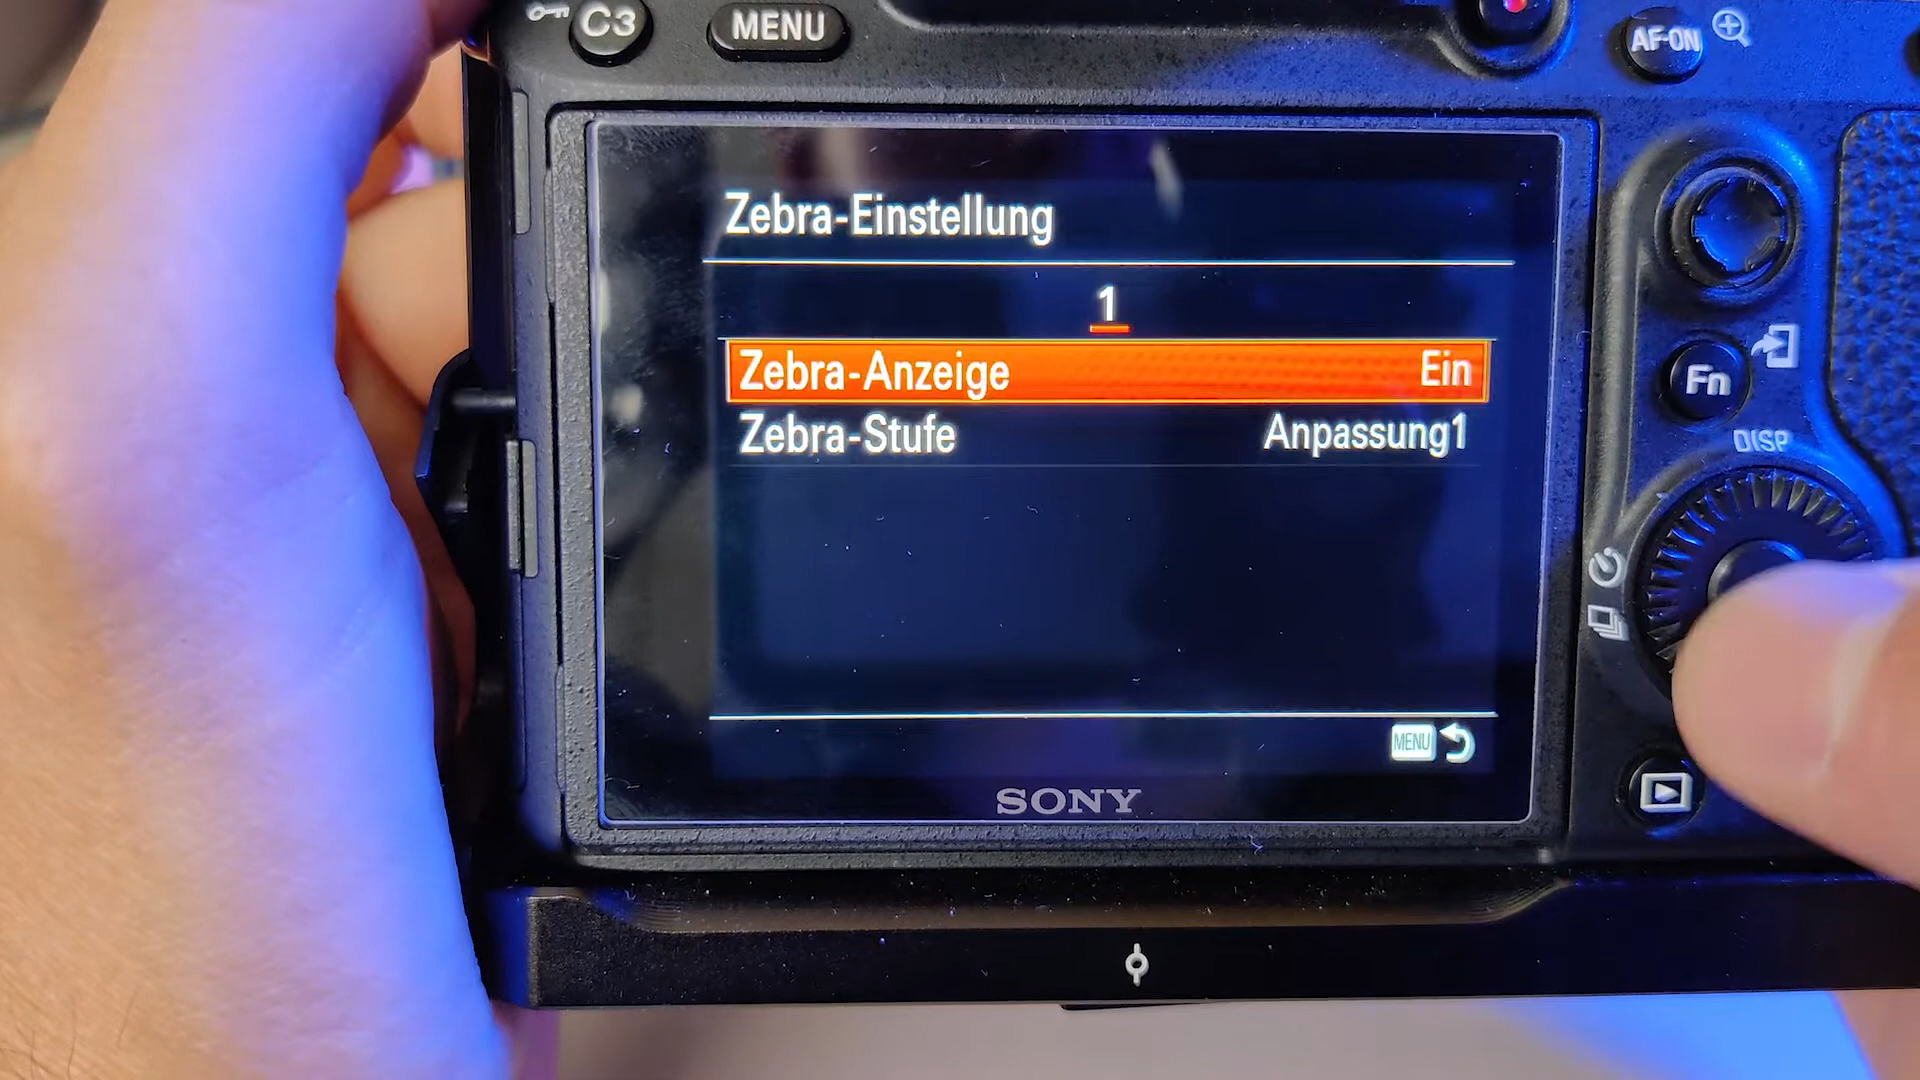 C3 MENU AF-ON
Zebra-Einstellung
1
Zebra-Anzeige Ein
Fn
Zebra-Stufe Anpassung1
DISP
MENU
SONY